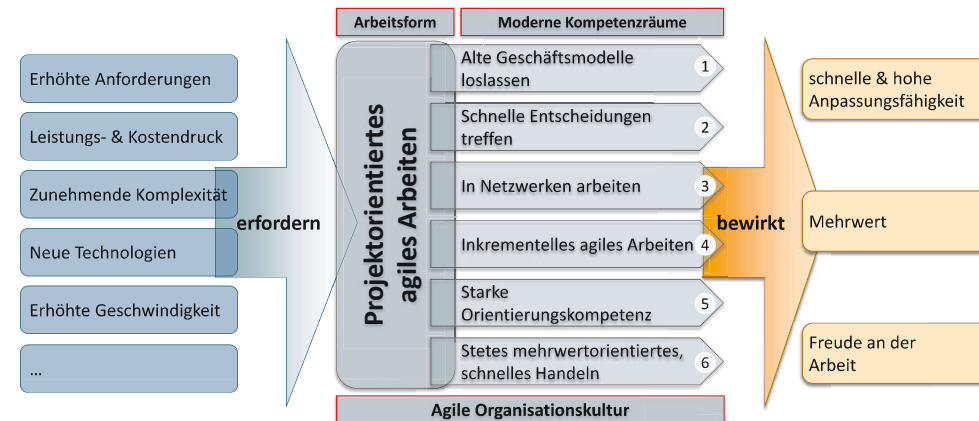 Arbeitsform
Moderne Kompetenzräume
Erhöhte Anforderungen
Leistungs- & Kostendruck
Zunehmende Komplexität
Neue Technologien
Erhöhte Geschwindigkeit
...
erfordern
Projektorientiertes
agiles Arbeiten
Alte Geschäftsmodelle
loslassen
1
Schnelle Entscheidungen
treffen
2
In Netzwerken arbeiten
3
Inkrementelles agiles Arbeiten
4
Starke
Orientierungskompetenz
5
Stetes mehrwertorientiertes,
schnelles Handeln
6
Agile Organisationskultur
bewirkt
schnelle & hohe
Anpassungsfähigkeit
Mehrwert
Freude an der
Arbeit